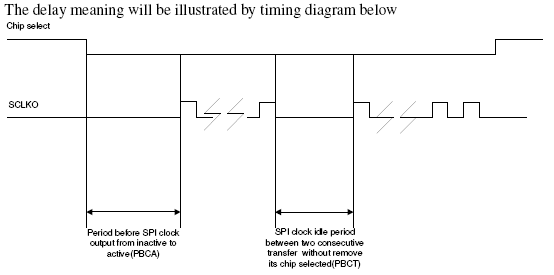 The delay meaning will be illustrated by timing diagram below
Chip select
SCLKO
Period before SPI clock
output from inactive to
active(PBCA)
SPI clock idle period
between two consecutive
transfer without remove
its chip selected(PBCT)